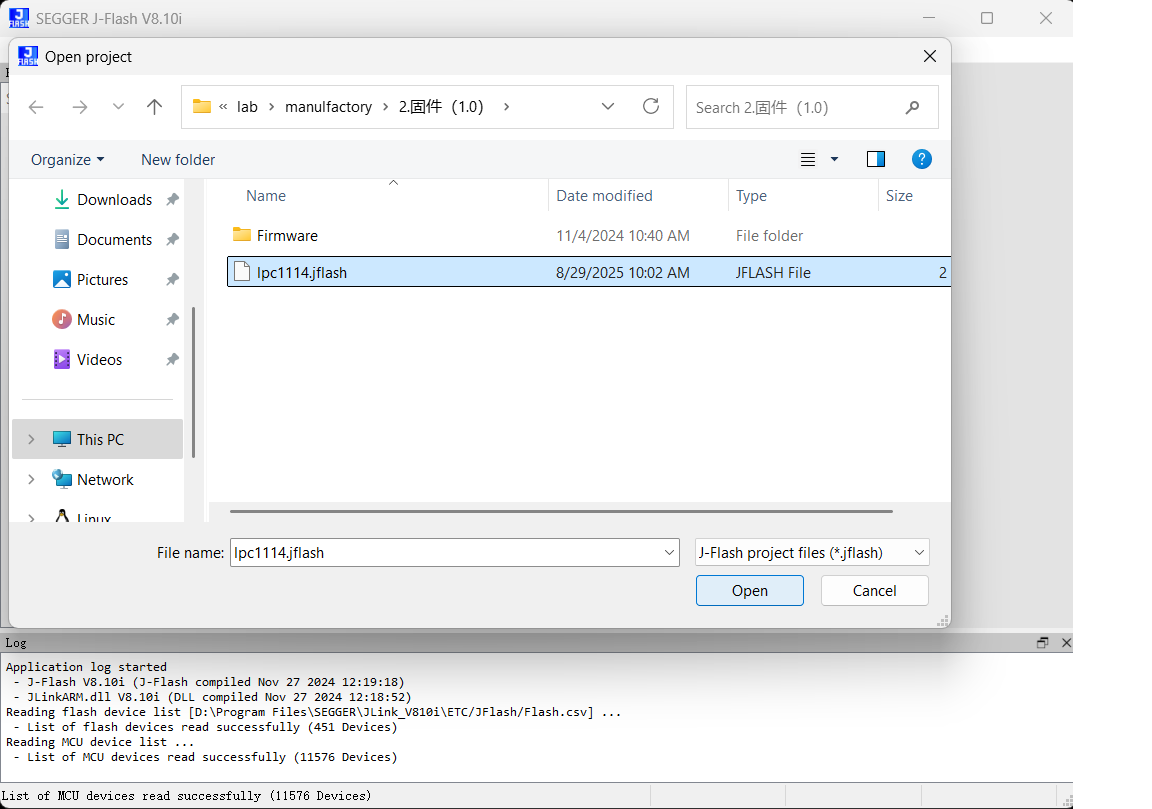 SEGGER J-Flash V8.10i
Open project
« lab › manulfactory › 2.固件（1.0） ›
Search 2.固件（1.0）
Organize
New folder
Downloads
Documents
Pictures
Music
Videos
This PC
Network
Linux
Name Date modified Type Size
Firmware 11/4/2024 10:40 AM File folder
lpc1114.jflash 8/29/2025 10:02 AM JFLASH File 2
File name: lpc1114.jflash
J-Flash project files (*.jflash)
Open Cancel
Log
Application log started
- J-Flash V8.10i (J-Flash compiled Nov 27 2024 12:19:18)
- JLinkARM.dll V8.10i (DLL compiled Nov 27 2024 12:18:52)
Reading flash device list [D:\Program Files\SEGGER\JLink_V810i\ETC/JFlash/Flash.csv] ...
- List of flash devices read successfully (451 Devices)
Reading MCU device list ...
- List of MCU devices read successfully (11576 Devices)
List of MCU devices read successfully (11576 Devices)